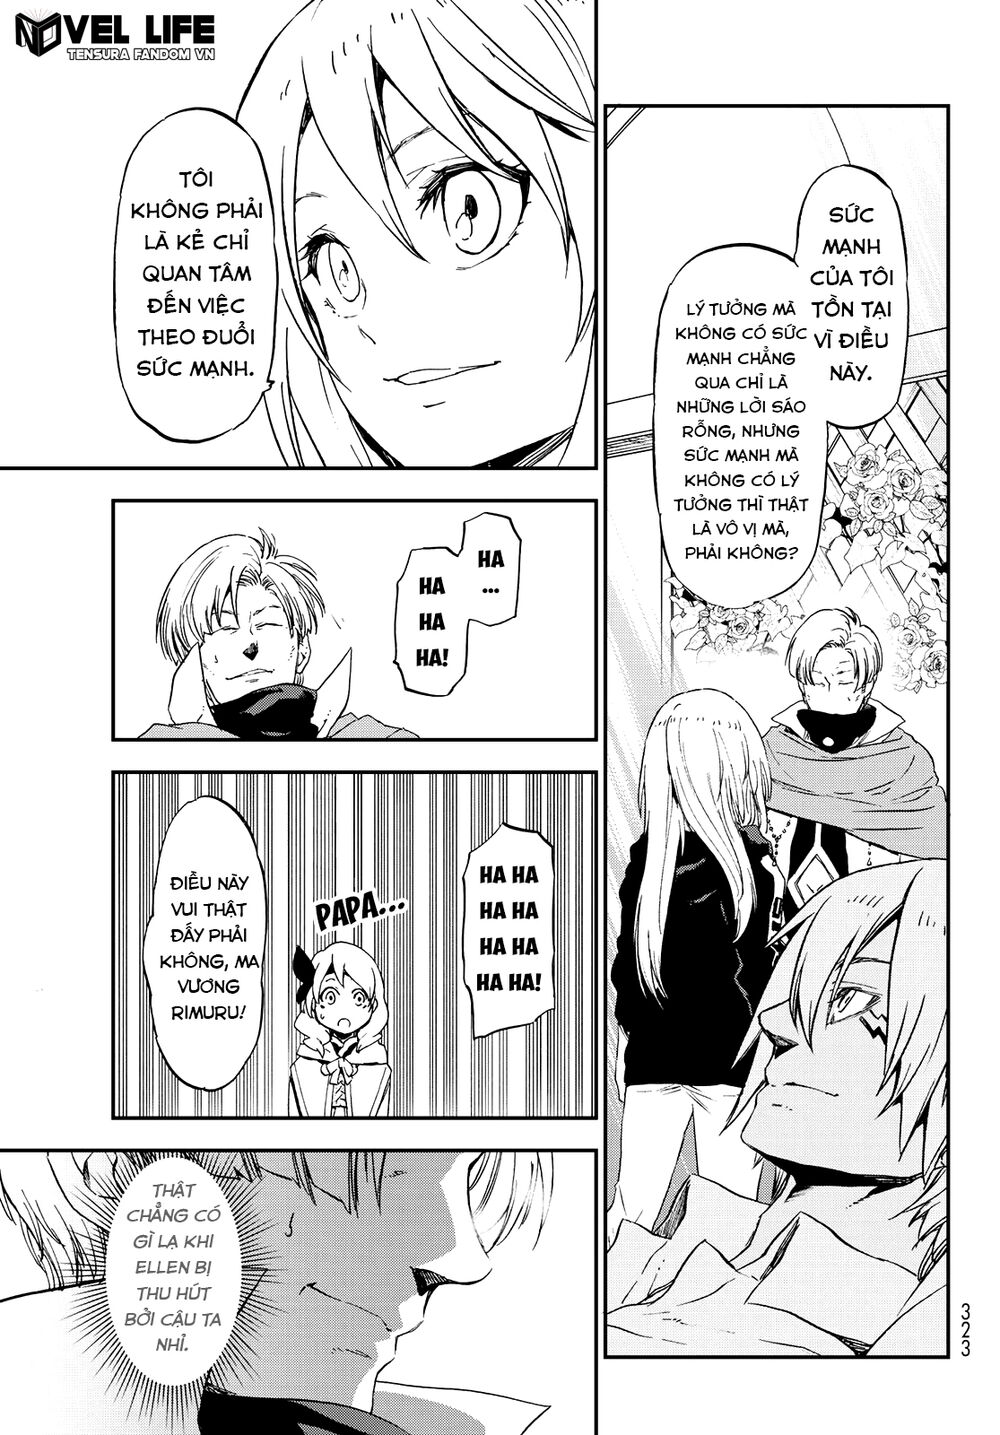 NOVEL LIFE
TENSURA FANDOM VN
SỨC
MẠNH
CỦA TÔI
TỒN TẠI
VÌ ĐIỀU
NÀY.
LÝ TƯỞNG MÀ
KHÔNG CÓ SỨC
MẠNH CHẲNG
QUA CHỈ LÀ
NHỮNG LỜI SÁO
RỖNG, NHƯNG
SỨC MẠNH MÀ
KHÔNG CÓ LÝ
TƯỞNG THÌ THẬT
LÀ VÔ VỊ MÀ,
PHẢI KHÔNG?
TÔI
KHÔNG PHẢI
LÀ KẺ CHỈ
QUAN TÂM
ĐẾN VIỆC
THEO ĐUỔI
SỨC MẠNH.
HA
...
HA
HA
HA!
HA HA
HA HA
HA HA
HA HA!
PAPA...
ĐIỀU NÀY
VUI THẬT
ĐẤY PHẢI
KHÔNG, MA
VƯƠNG
RIMURU!
THẬT
CHẲNG CÓ
GÌ LẠ KHI
ELLEN BỊ
THU HÚT
BỞI CẬU TA
NHỈ.
323